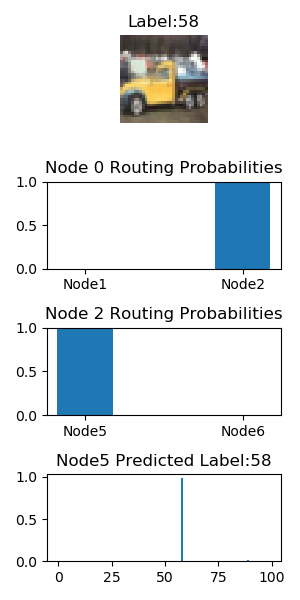 Label:58
Node 0 Routing Probabilities
1.0
0.5
0.0
Node1 Node2
Node 2 Routing Probabilities
1.0
0.5
0.0
Node5 Node6
Node5 Predicted Label:58
1.0
0.5
0.0
0 25 50 75 100